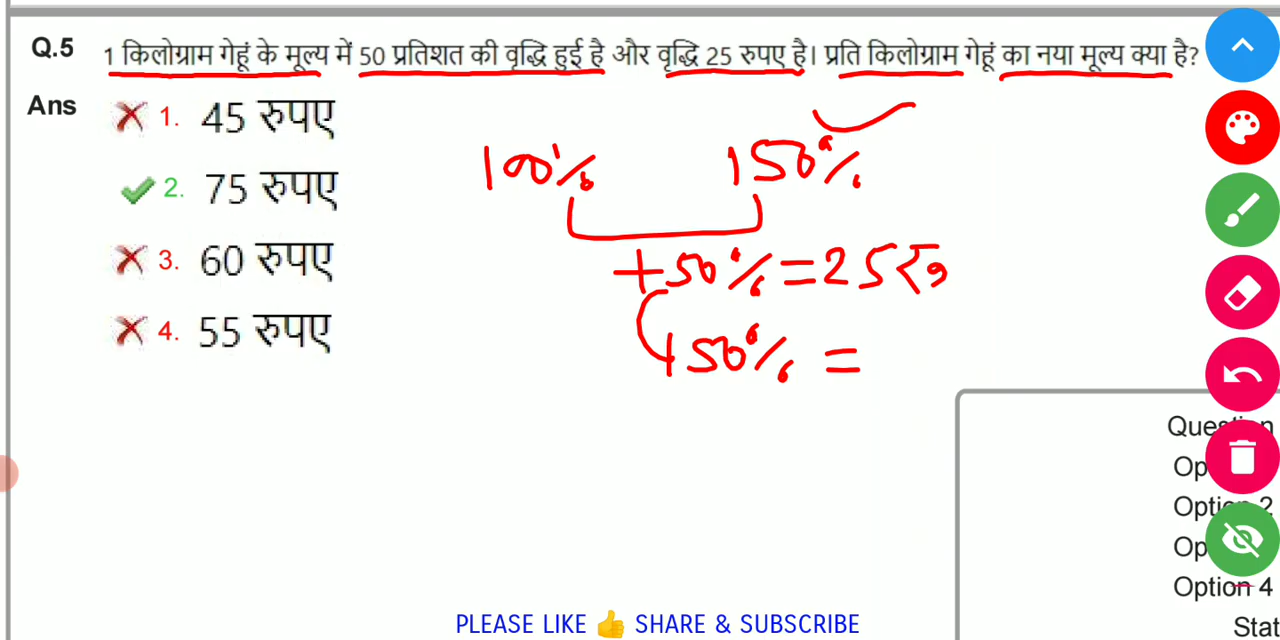 Q.5 1 किलोग्राम गेहूं के मूल्य में 50 प्रतिशत की वृद्धि हुई है और वृद्धि 25 रुपए है। प्रति किलोग्राम गेहूं का नया मूल्य क्या है?
Ans 1. 45 रुपए
2. 75 रुपए
3. 60 रुपए
4. 55 रुपए
100% 150%
+50% = 25रु
150% =
Option 2
Option 4
Stat
PLEASE LIKE 👍 SHARE & SUBSCRIBE